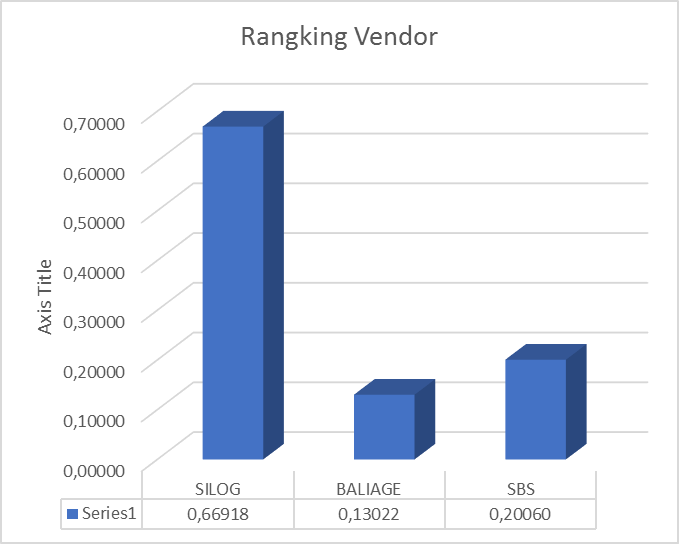 Rangking Vendor
0,70000
0,60000
0,50000
0,40000
0,30000
0,20000
0,10000
0,00000
Axis Title
SILOG BALIAGE SBS
Series1 0,66918 0,13022 0,20060